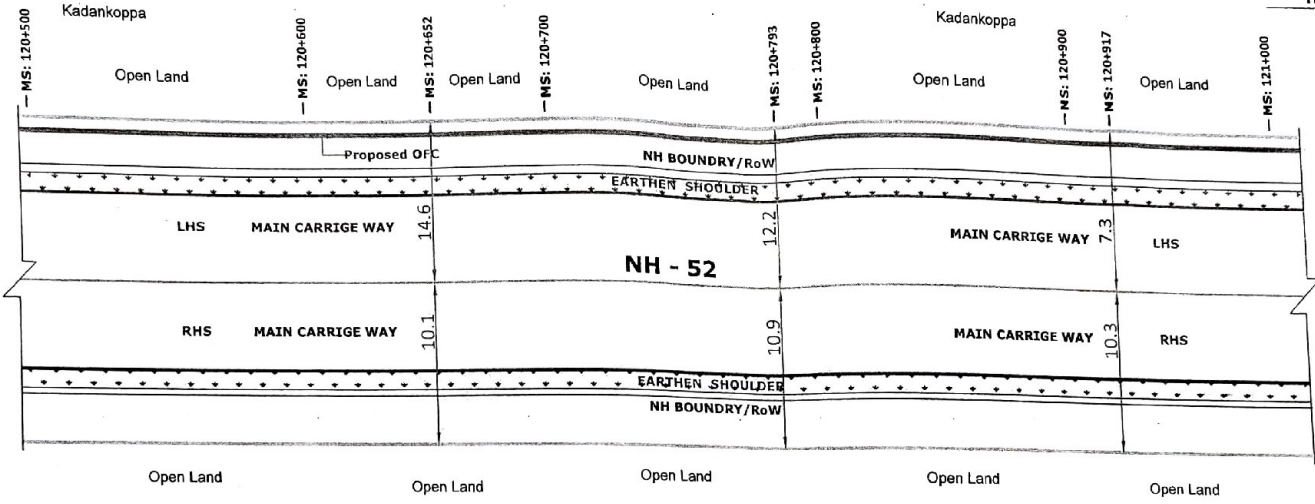 Kadankoppa
Kadankoppa
MS: 120+500
MS: 120+600
MS: 120+652
MS: 120+700
MS: 120+793
MS: 120+800
MS: 120+900
MS: 120+917
MS: 121+000
Open Land
Open Land
Open Land
Open Land
Open Land
Open Land
Proposed OFC
NH BOUNDRY/RoW
EARTHEN SHOULDER
LHS MAIN CARRIGE WAY
14.6
12.2
MAIN CARRIGE WAY
7.3
LHS
NH - 52
RHS MAIN CARRIGE WAY
10.1
10.9
MAIN CARRIGE WAY
10.3
RHS
EARTHEN SHOULDER
NH BOUNDRY/RoW
Open Land
Open Land
Open Land
Open Land
Open Land